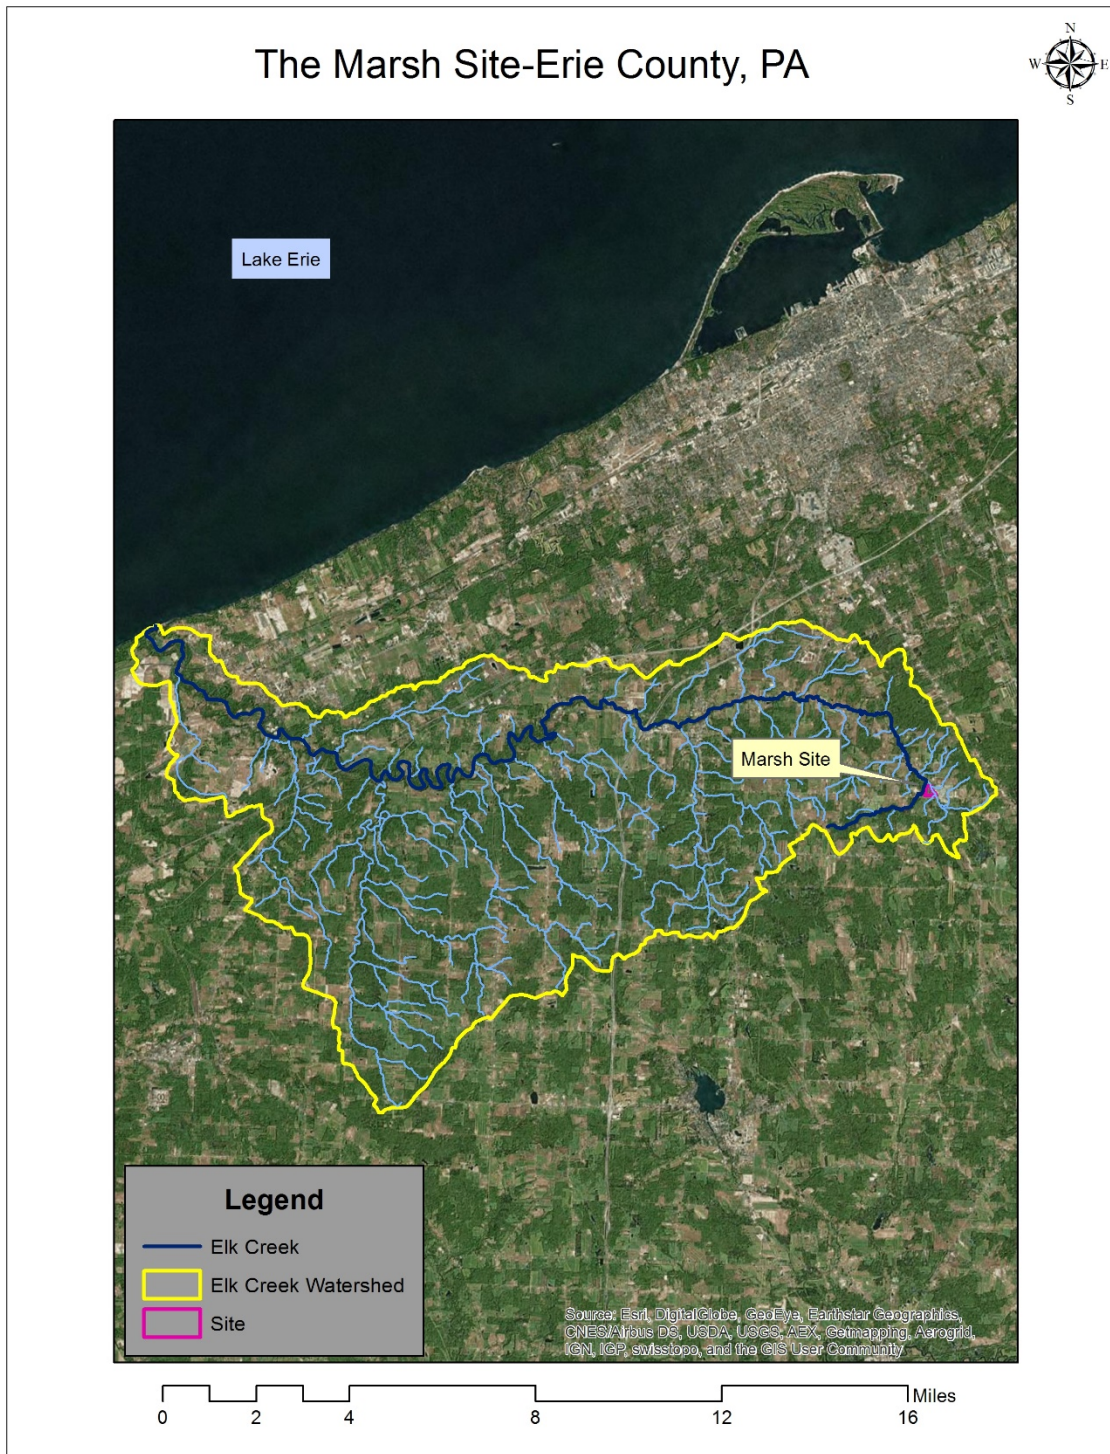 The Marsh Site-Erie County, PA
N
W E
S
Lake Erie
Marsh Site
Legend
Elk Creek
Elk Creek Watershed
Site
Source: Esri, DigitalGlobe, GeoEye, Earthstar Geographics,
CNES/Airbus DS, USDA, USGS, AEX, Getmapping, Aerogrid,
IGN, IGP, swisstopo, and the GIS User Community
Miles
0 2 4 8 12 16